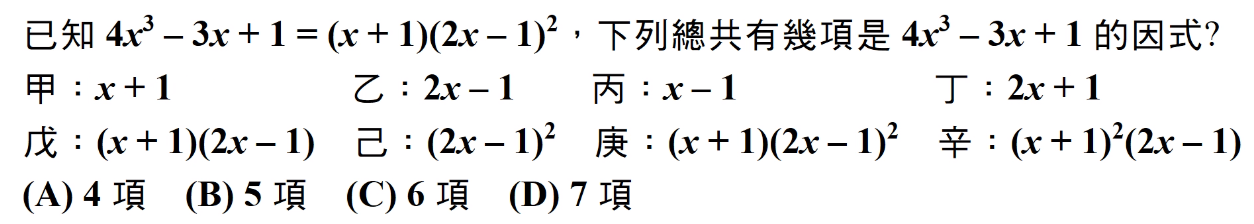 已知 4x³ – 3x + 1 = (x + 1)(2x – 1)²，下列總共有幾項是 4x³ – 3x + 1 的因式?
甲：x + 1 乙：2x – 1 丙：x – 1 丁：2x + 1
戊：(x + 1)(2x – 1) 己：(2x – 1)² 庚：(x + 1)(2x – 1)² 辛：(x + 1)²(2x – 1)
(A) 4 項 (B) 5 項 (C) 6 項 (D) 7 項